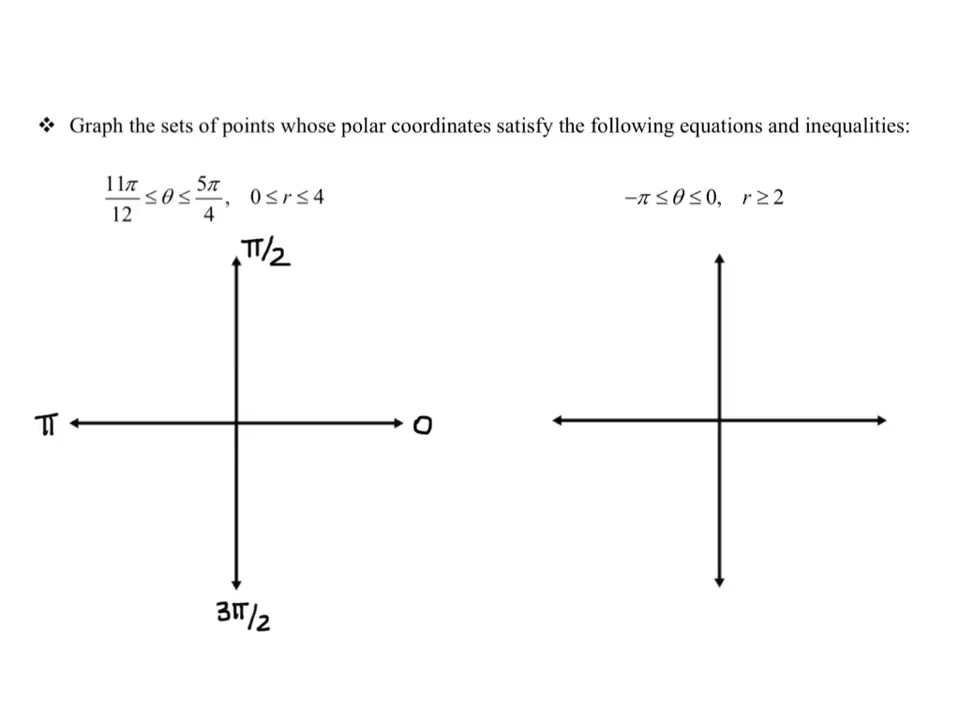 ❖ Graph the sets of points whose polar coordinates satisfy the following equations and inequalities:
11π/12 ≤ θ ≤ 5π/4, 0 ≤ r ≤ 4
−π ≤ θ ≤ 0, r ≥ 2
π/2
π
0
3π/2